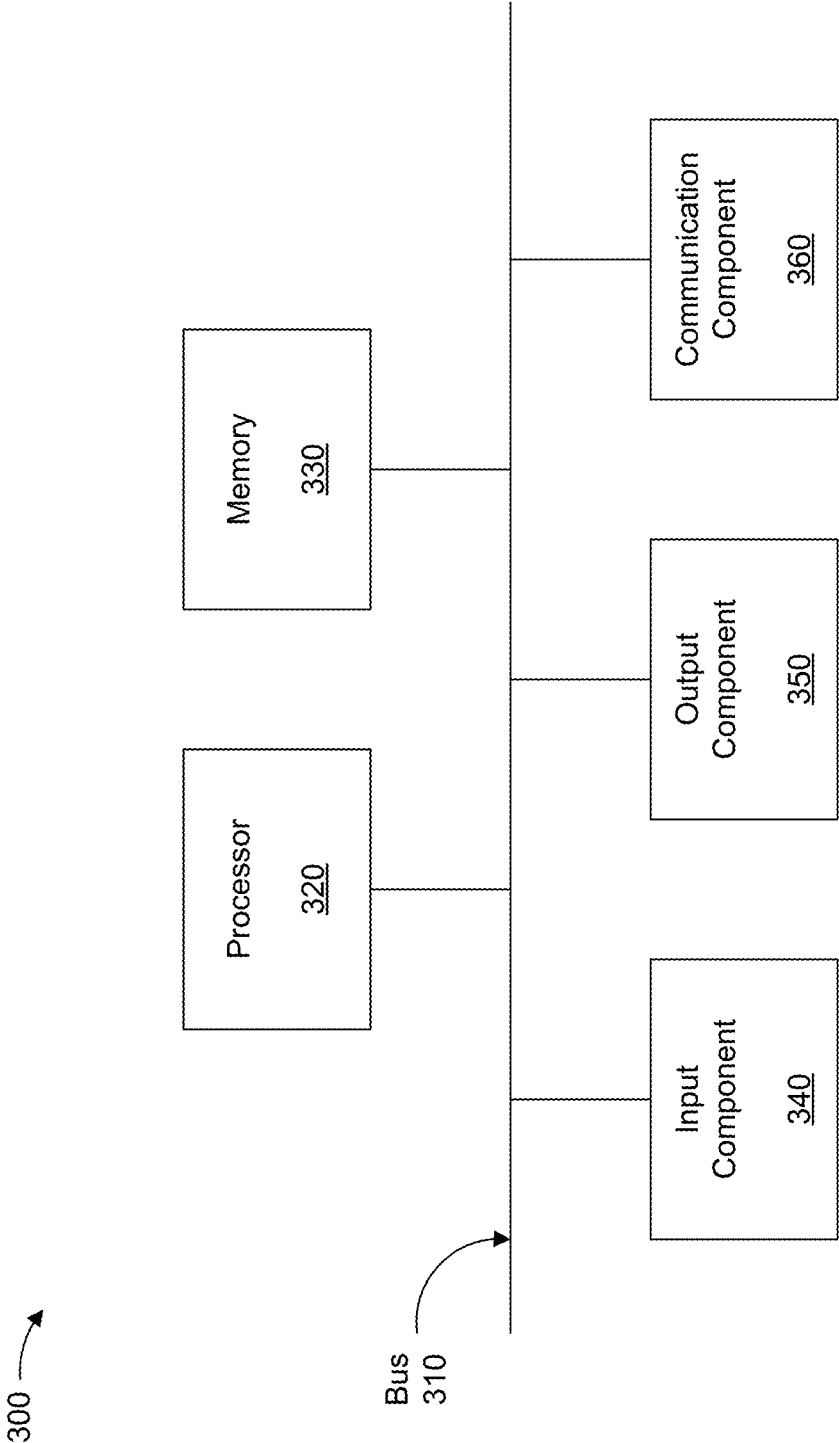 300
Bus
310
Processor
320
Memory
330
Input
Component
340
Output
Component
350
Communication
Component
360